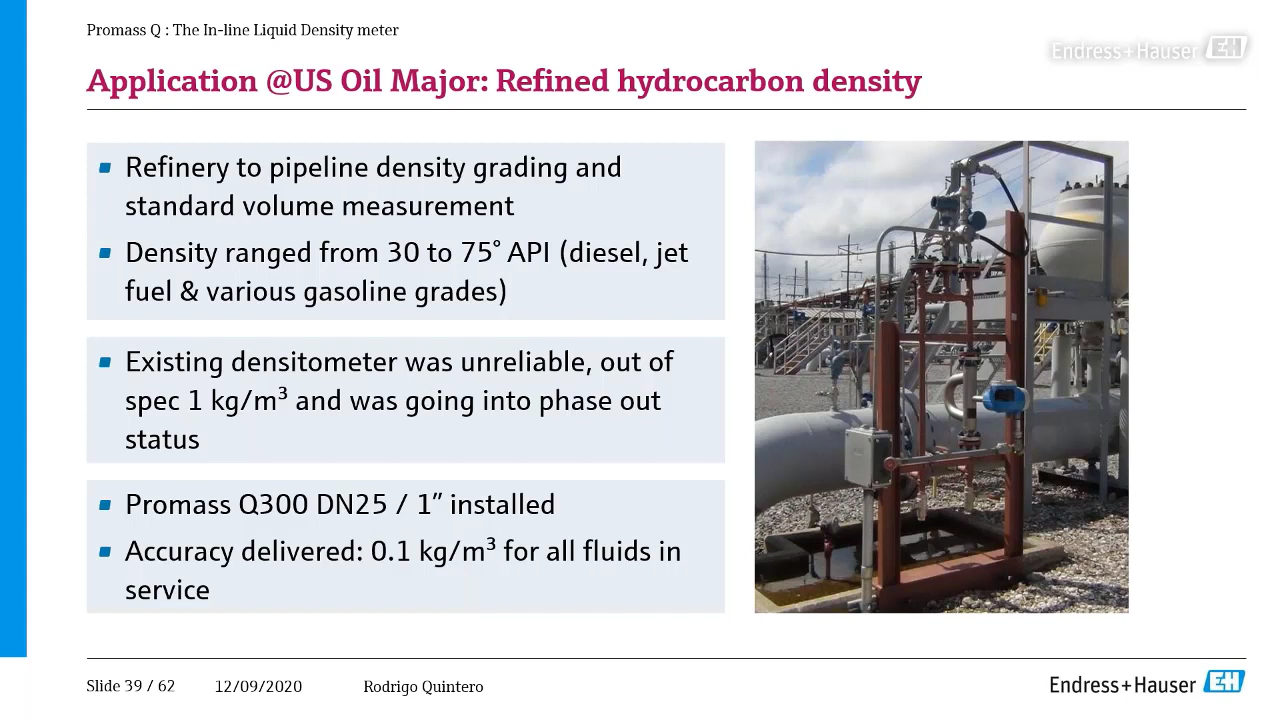 Promass Q : The In-line Liquid Density meter
Endress+Hauser EH
Application @US Oil Major: Refined hydrocarbon density
Refinery to pipeline density grading and
standard volume measurement
Density ranged from 30 to 75° API (diesel, jet
fuel & various gasoline grades)
Existing densitometer was unreliable, out of
spec 1 kg/m³ and was going into phase out
status
Promass Q300 DN25 / 1” installed
Accuracy delivered: 0.1 kg/m³ for all fluids in
service
Slide 39 / 62 12/09/2020 Rodrigo Quintero
Endress+Hauser EH